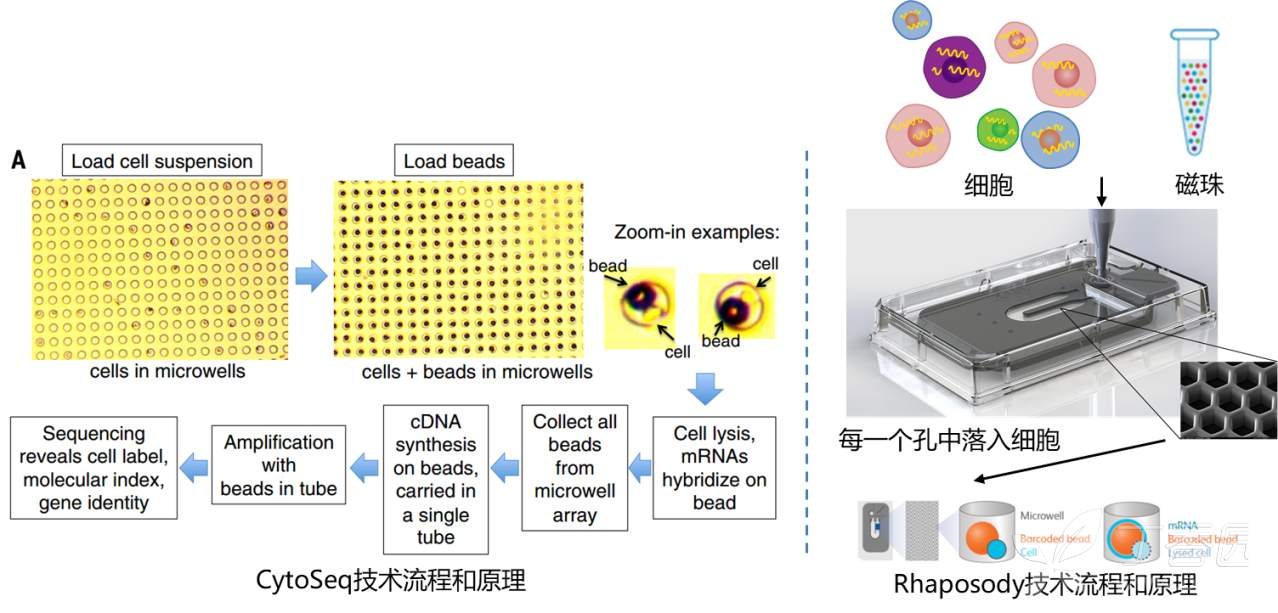 A
Load cell suspension
Load beads
Zoom-in examples:
bead
cell
cell
bead
cells in microwells
cells + beads in microwells
Cell lysis,
mRNAs
hybridize on
bead
Collect all
beads
from
microwell
array
cDNA
synthesis
on beads,
carried in
a single
tube
Amplification
with
beads in tube
Sequencing
reveals cell label,
molecular index,
gene identity
CytoSeq技术流程和原理
细胞
磁珠
每一个孔中落入细胞
Microwell
Barcoded bead
Cell
mRNA
Barcoded bead
Lysed cell
丁香园
Rhaposody技术流程和原理